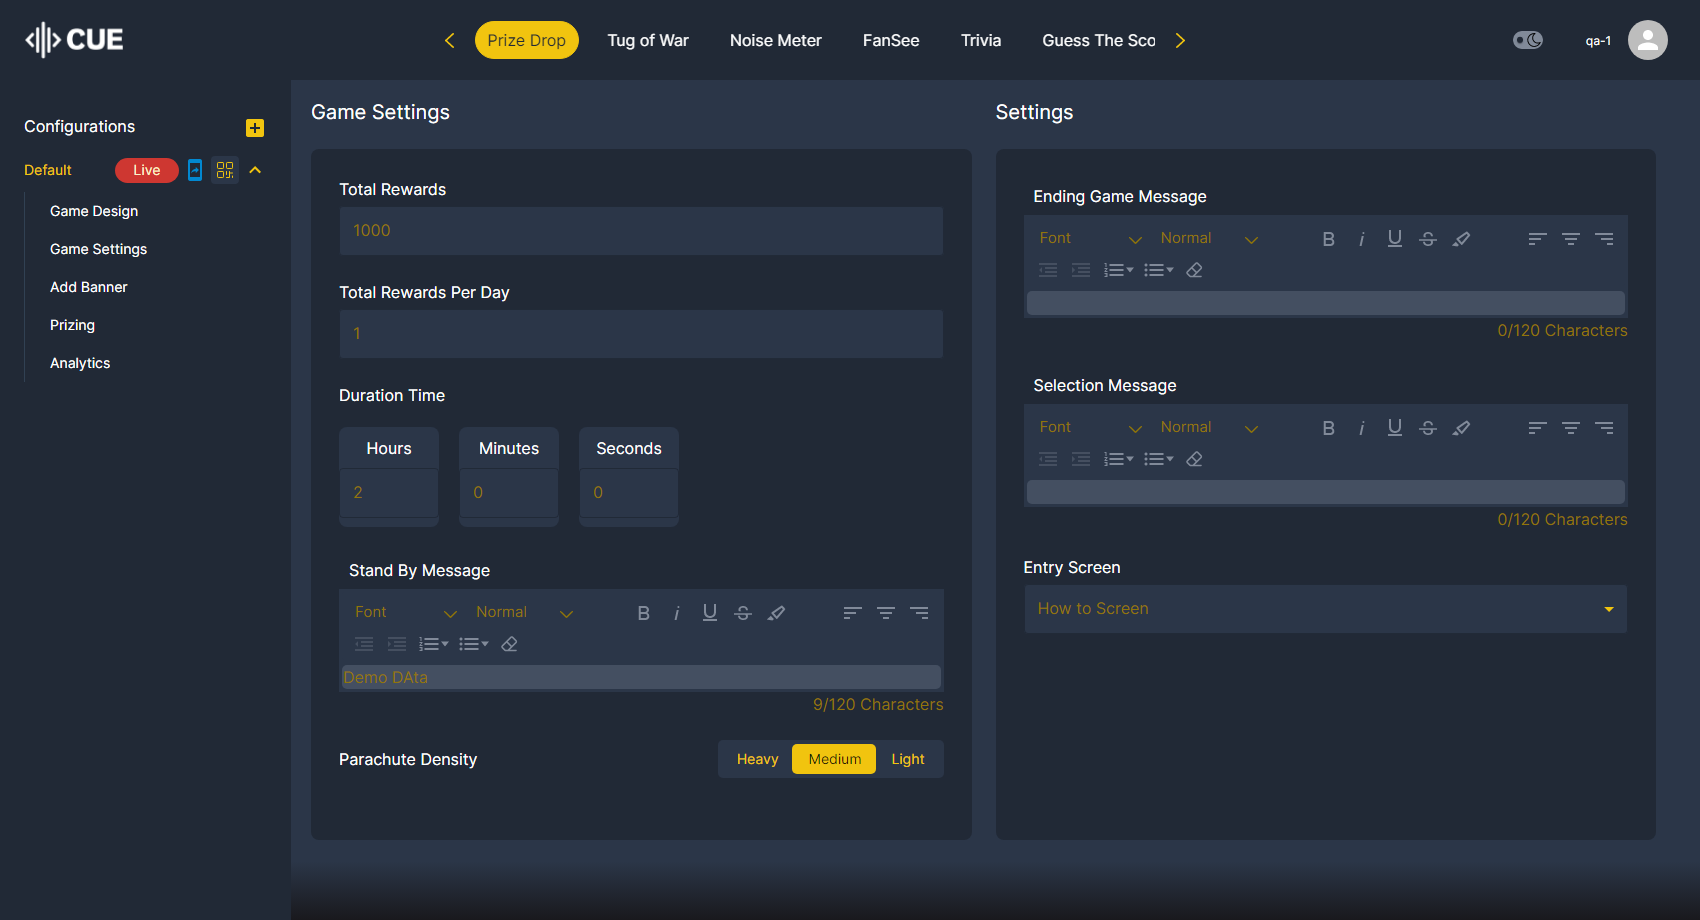 CUE
Prize Drop
Tug of War
Noise Meter
FanSee
Trivia
Guess The Sco
qa-1
Configurations
Default
Live
Game Design
Game Settings
Add Banner
Prizing
Analytics
Game Settings
Total Rewards
1000
Total Rewards Per Day
1
Duration Time
Hours Minutes Seconds
2 0 0
Stand By Message
Font Normal B i U S
Demo DAta
9/120 Characters
Parachute Density
Heavy Medium Light
Settings
Ending Game Message
Font Normal B i U S
0/120 Characters
Selection Message
Font Normal B i U S
0/120 Characters
Entry Screen
How to Screen